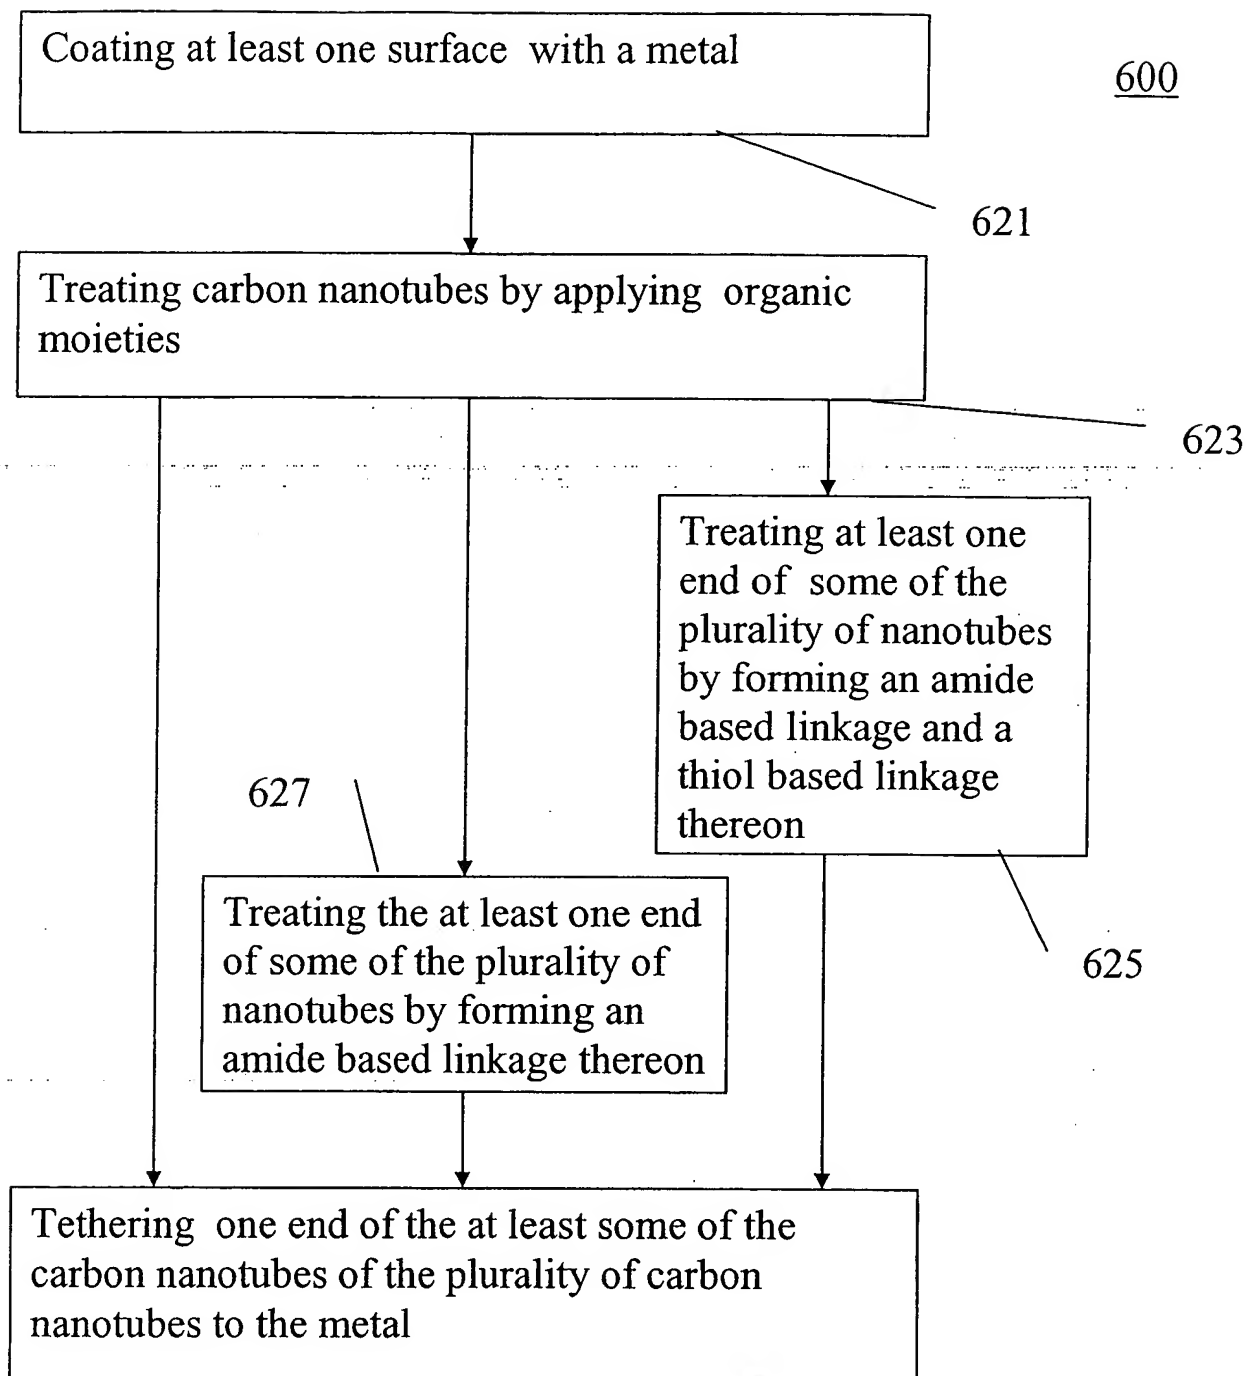 Coating at least one surface with a metal
600
621
Treating carbon nanotubes by applying organic
moieties
623
Treating at least one
end of some of the
plurality of nanotubes
by forming an amide
based linkage and a
thiol based linkage
thereon
625
627
Treating the at least one end
of some of the plurality of
nanotubes by forming an
amide based linkage thereon
Tethering one end of the at least some of the
carbon nanotubes of the plurality of carbon
nanotubes to the metal